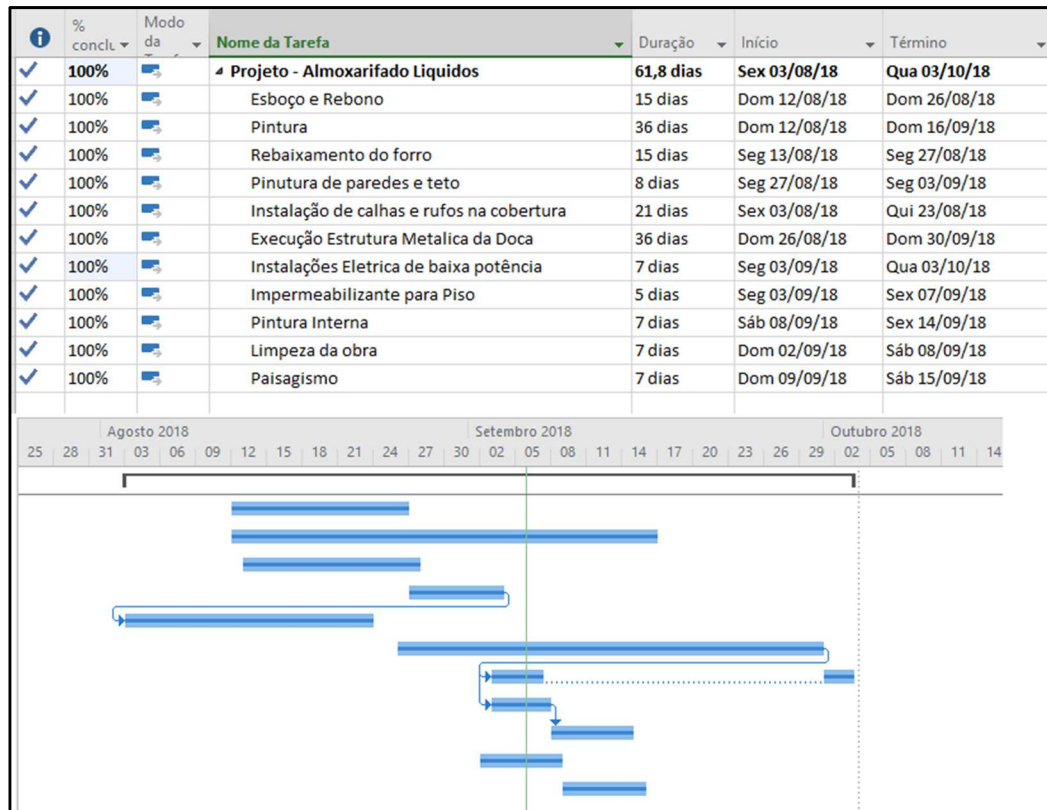 % conclu Modo da Nome da Tarefa Duração Início Término
100% Projeto - Almoxarifado Liquidos 61,8 dias Sex 03/08/18 Qua 03/10/18
100% Esboço e Rebono 15 dias Dom 12/08/18 Dom 26/08/18
100% Pintura 36 dias Dom 12/08/18 Dom 16/09/18
100% Rebaixamento do forro 15 dias Seg 13/08/18 Seg 27/08/18
100% Pinutura de paredes e teto 8 dias Seg 27/08/18 Seg 03/09/18
100% Instalação de calhas e rufos na cobertura 21 dias Sex 03/08/18 Qui 23/08/18
100% Execução Estrutura Metalica da Doca 36 dias Dom 26/08/18 Dom 30/09/18
100% Instalações Eletrica de baixa potência 7 dias Seg 03/09/18 Qua 03/10/18
100% Impermeabilizante para Piso 5 dias Seg 03/09/18 Sex 07/09/18
100% Pintura Interna 7 dias Sáb 08/09/18 Sex 14/09/18
100% Limpeza da obra 7 dias Dom 02/09/18 Sáb 08/09/18
100% Paisagismo 7 dias Dom 09/09/18 Sáb 15/09/18
Agosto 2018 Setembro 2018 Outubro 2018
25 28 31 03 06 09 12 15 18 21 24 27 30 02 05 08 11 14 17 20 23 26 29 02 05 08 11 14